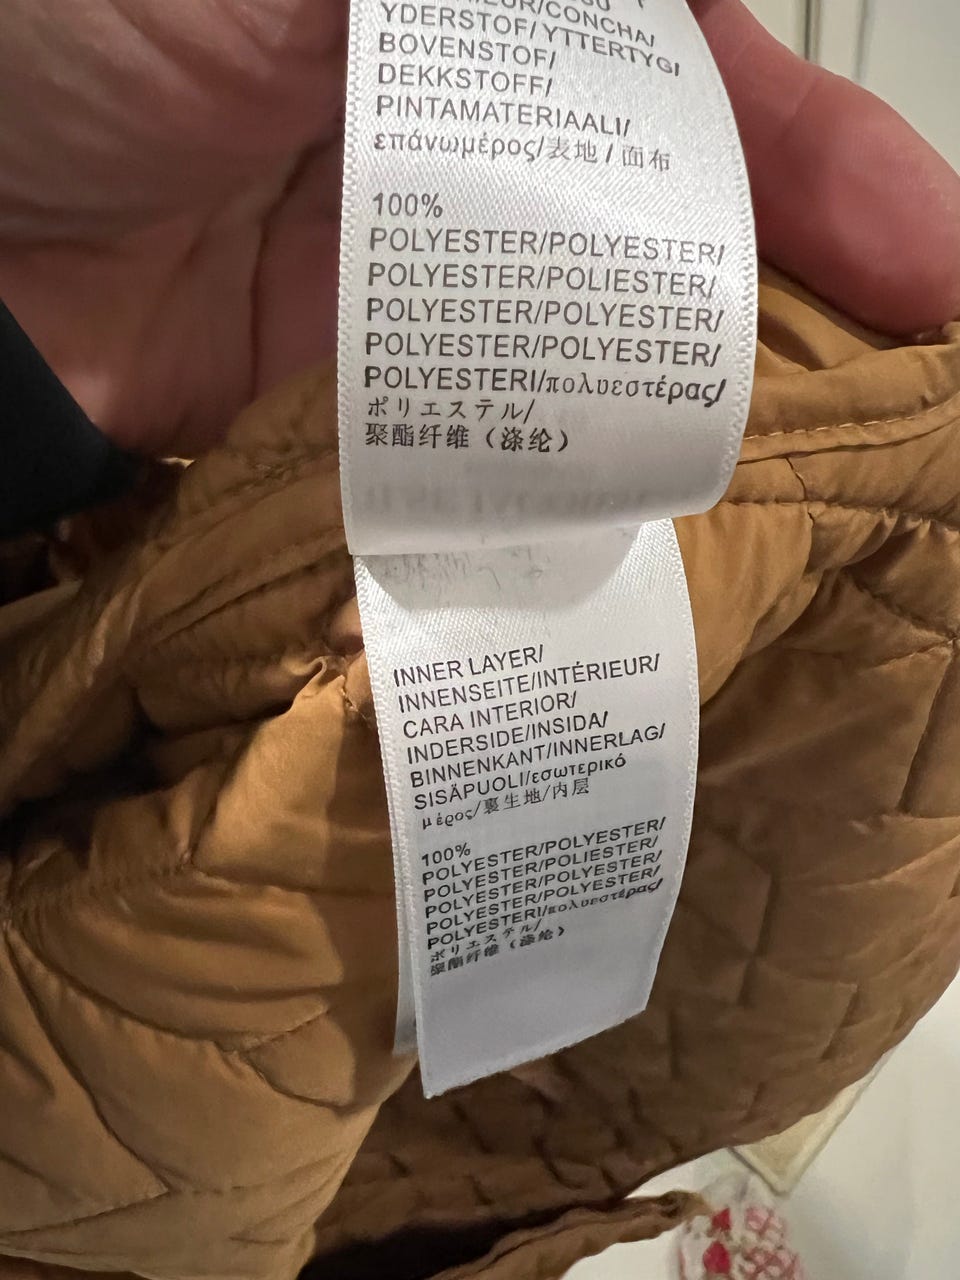 YDERSTOF/YTTERTYG/
BOVENSTOF/
DEKKSTOFF/
PINTAMATERIAALI/
επάνωμέρος/表地/面布
100%
POLYESTER/POLYESTER/
POLYESTER/POLIESTER/
POLYESTER/POLYESTER/
POLYESTER/POLYESTER/
POLYESTERI/πολυεστέρας/
ポリエステル/
聚酯纤维（涤纶）
INNER LAYER/
INNENSEITE/INTÉRIEUR/
CARA INTERIOR/
INDERSIDE/INSIDA/
BINNENKANT/INNERLAG/
SISÄPUOLI/εσωτερικό
μέρος/裏生地/内层
100%
POLYESTER/POLYESTER/
POLYESTER/POLIESTER/
POLYESTER/POLYESTER/
POLYESTER/POLYESTER/
POLYESTERI/πολυεστέρας/
ポリエステル/
聚酯纤维（涤纶）